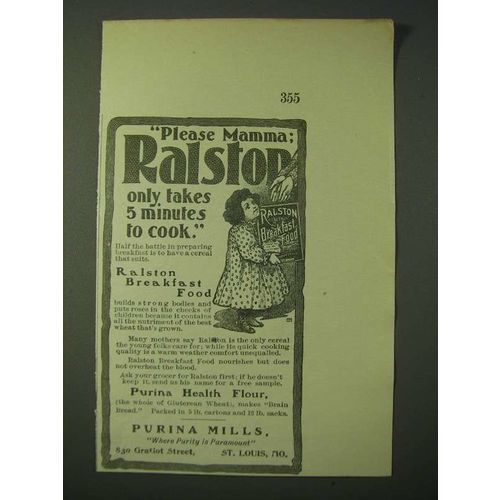 355
"Please Mamma;
Ralston
only takes
5 minutes
to cook."
RALSTON
Breakfast
Food
Half the battle in preparing
breakfast is to have a cereal
that suits.
Ralston
Breakfast
Food
builds strong bodies and
puts roses in the cheeks of
children because it contains
all the nutriment of the best
wheat that's grown.
Many mothers say Ralston is the only cereal
the young folks care for; while its quick cooking
quality is a warm weather comfort unequalled.
Ralston Breakfast Food nourishes but does
not overheat the blood.
Ask your grocer for Ralston first; if he doesn't
keep it, send us his name for a free sample.
Purina Health Flour,
(the whole of Gluterean Wheat), makes "Brain
Bread." Packed in 5 lb. cartons and 12 lb. sacks.
PURINA MILLS,
"Where Purity is Paramount"
830 Gratiot Street, ST. LOUIS, MO.